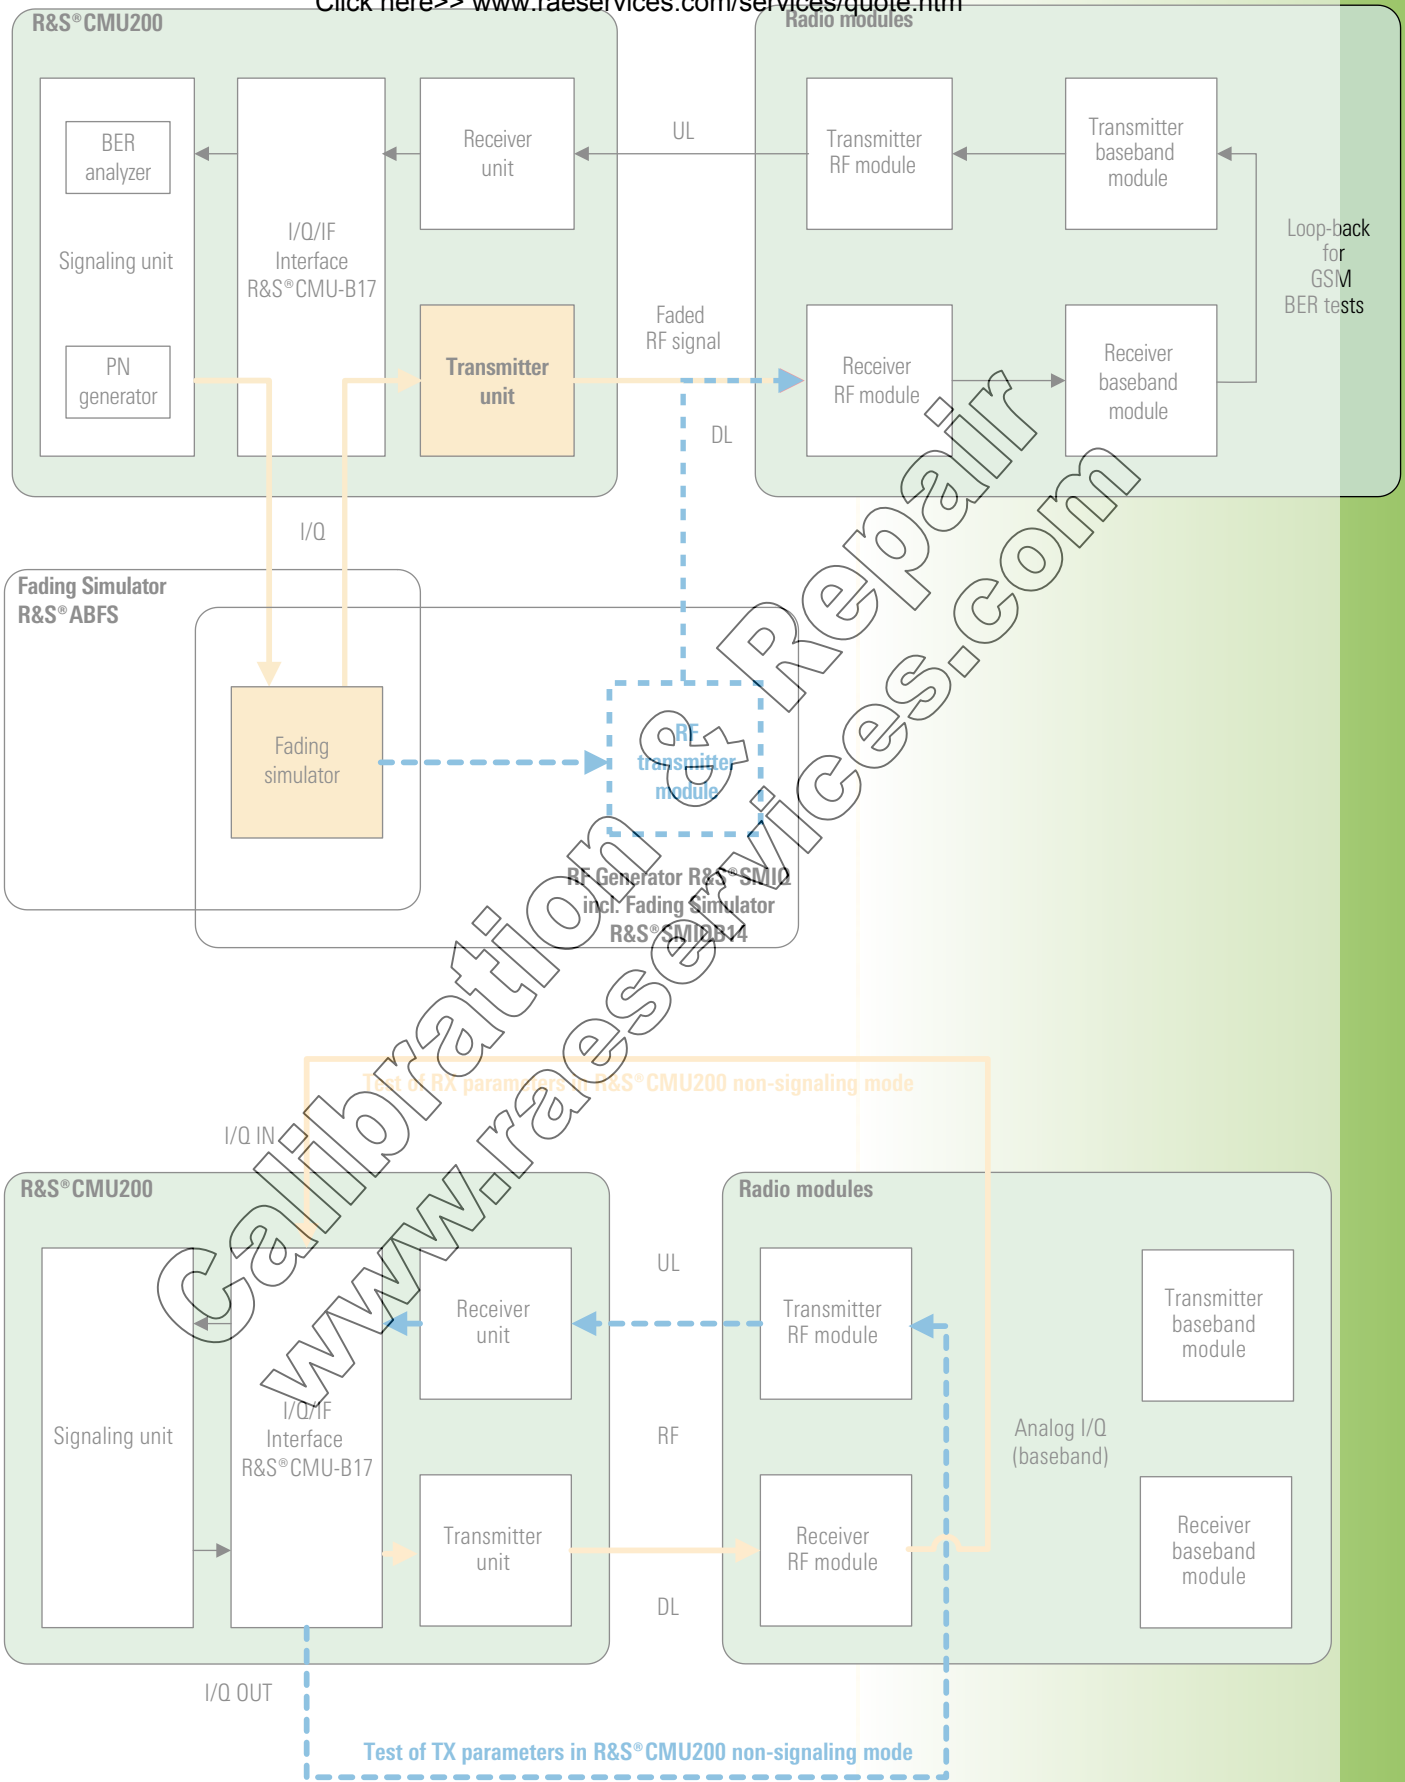 Click here>> www.raeservices.com/services/quote.htm
R&S®CMU200
Radio modules
BER
analyzer
Signaling unit
PN
generator
I/Q/IF
Interface
R&S®CMU-B17
Receiver
unit
Transmitter
unit
UL
Faded
RF signal
DL
Transmitter
RF module
Transmitter
baseband
module
Receiver
RF module
Receiver
baseband
module
Loop-back
for
GSM
BER tests
I/Q
Fading Simulator
R&S®ABFS
Fading
simulator
RF
transmitter
module
RF Generator R&S®SMIQ
incl. Fading Simulator
R&S®SMIQB14
Calibration & Repair
www.raeservices.com
Test of RX parameters in R&S®CMU200 non-signaling mode
I/Q IN
R&S®CMU200
Radio modules
Signaling unit
I/Q/IF
Interface
R&S®CMU-B17
Receiver
unit
Transmitter
unit
UL
RF
DL
Transmitter
RF module
Receiver
RF module
Analog I/Q
(baseband)
Transmitter
baseband
module
Receiver
baseband
module
I/Q OUT
Test of TX parameters in R&S®CMU200 non-signaling mode